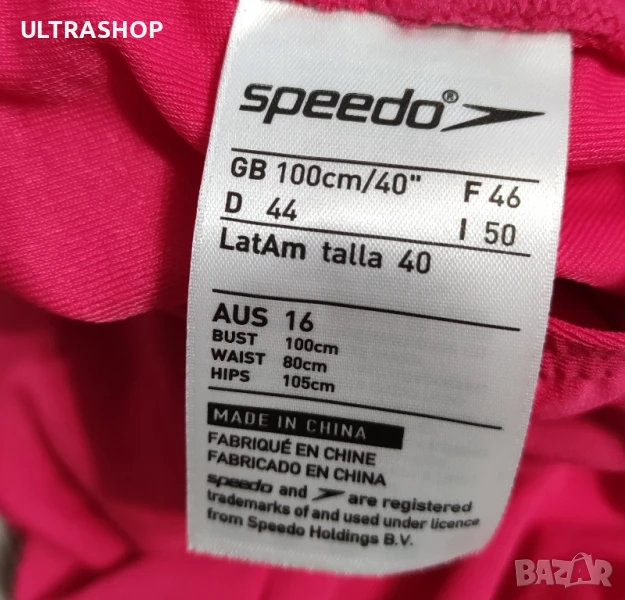 ULTRASHOP
speedo®
GB 100cm/40" F 46
D 44 I 50
LatAm talla 40
AUS 16
BUST 100cm
WAIST 80cm
HIPS 105cm
MADE IN CHINA
FABRIQUÉ EN CHINE
FABRICADO EN CHINA
speedo and are registered
trademarks of and used under licence
from Speedo Holdings B.V.
BAZAR